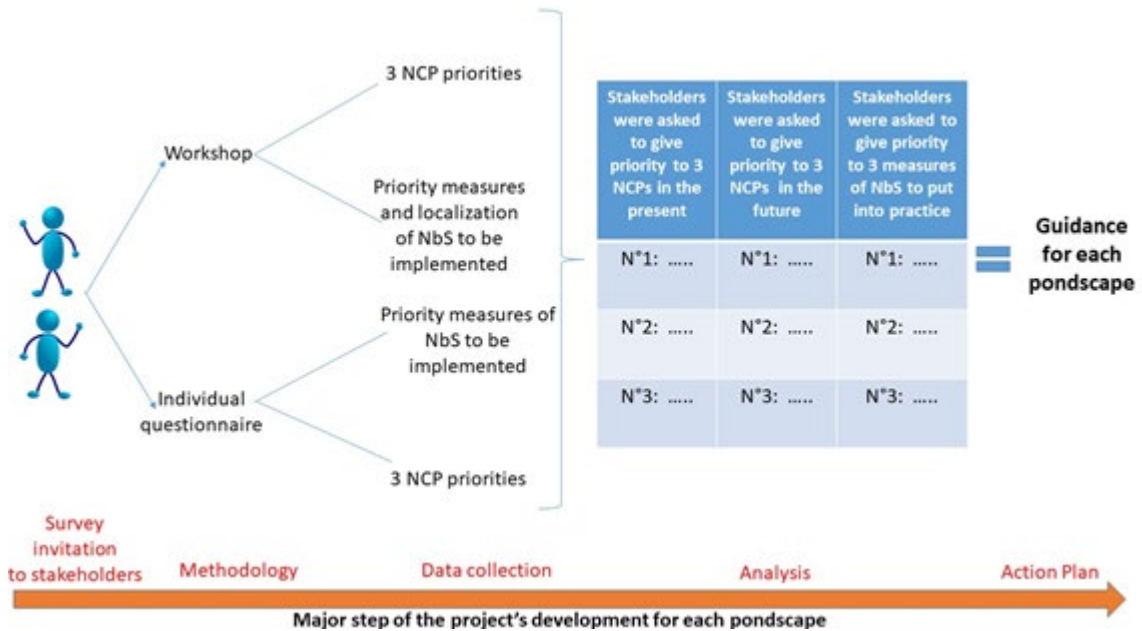 3 NCP priorities
Workshop
Priority measures
and localization
of NbS to be
implemented
Priority measures of
NbS to be
implemented
Individual
questionnaire
3 NCP priorities
Stakeholders
were asked
to give
priority to 3
NCPs in the
present
Stakeholders
were asked
to give
priority to 3
NCPs in the
future
Stakeholders
were asked to
give priority
to 3 measures
of NbS to put
into practice
N°1: .....
N°1: .....
N°1: .....
N°2: .....
N°2: .....
N°2: .....
N°3: .....
N°3: .....
N°3: .....
Guidance
for each
pondscape
Survey
invitation
to stakeholders
Methodology
Data collection
Analysis
Action Plan
Major step of the project's development for each pondscape